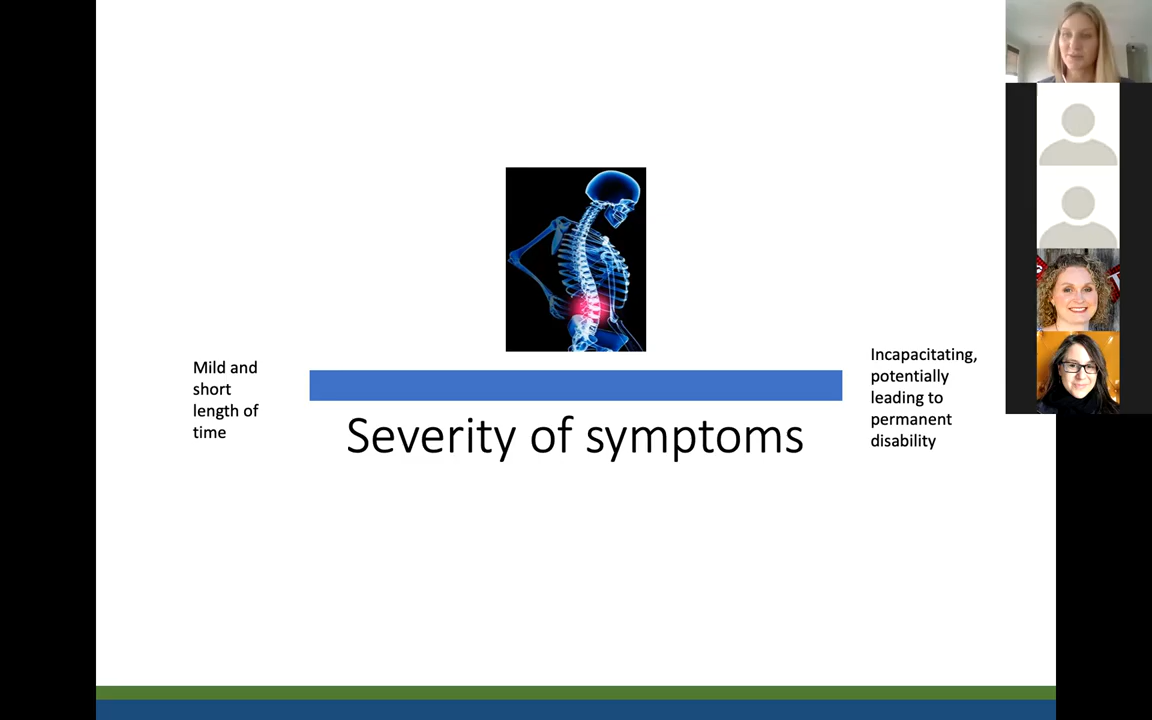 Mild and
short
length of
time
Severity of symptoms
Incapacitating,
potentially
leading to
permanent
disability